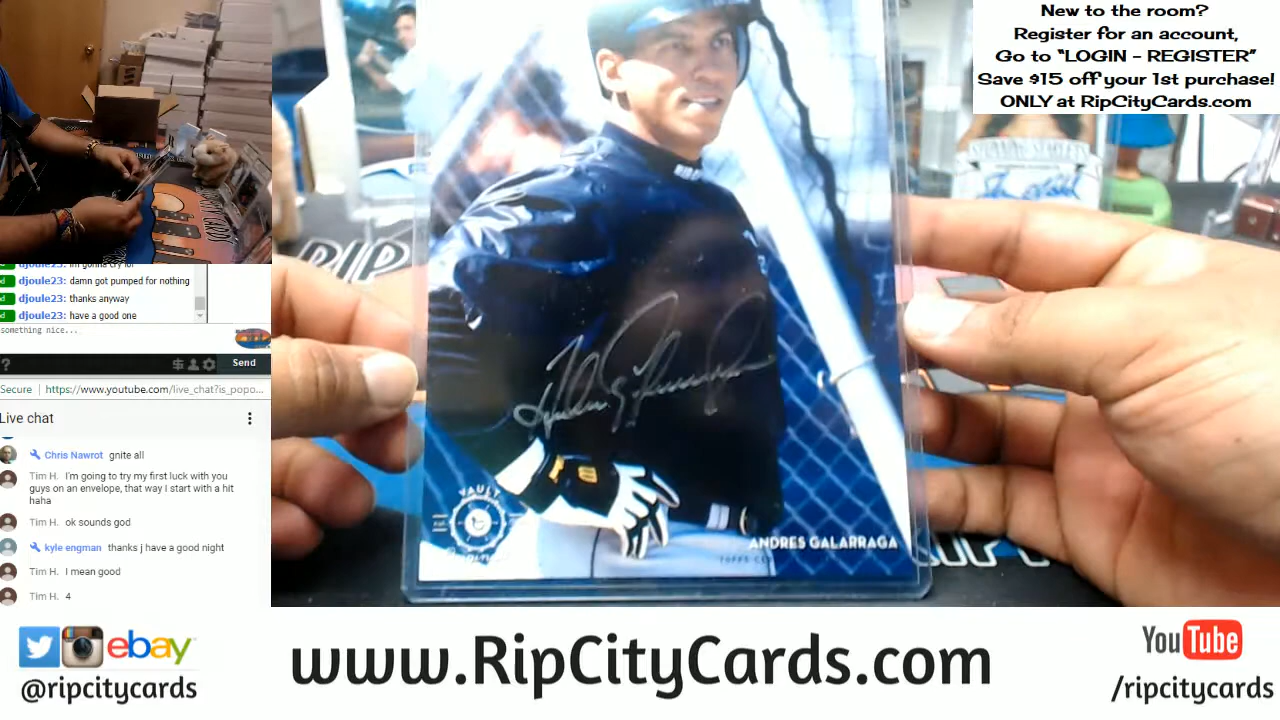 New to the room?
Register for an account,
Go to “LOGIN - REGISTER”
Save $15 off your 1st purchase!
ONLY at RipCityCards.com
djoule23: damn got pumped for nothing
djoule23: thanks anyway
djoule23: have a good one
something nice...
?
Send
Secure
https://www.youtube.com/live_chat?is_popo...
Live chat
Chris Nawrot gnite all
Tim H. I'm going to try my first luck with you
guys on an envelope, that way I start with a hit
haha
Tim H. ok sounds god
kyle engman thanks j have a good night
Tim H. I mean good
Tim H. 4
RIP
VAULT
ANDRES GALARRAGA
ebay
@ripcitycards
www.RipCityCards.com
YouTube
/ripcitycards